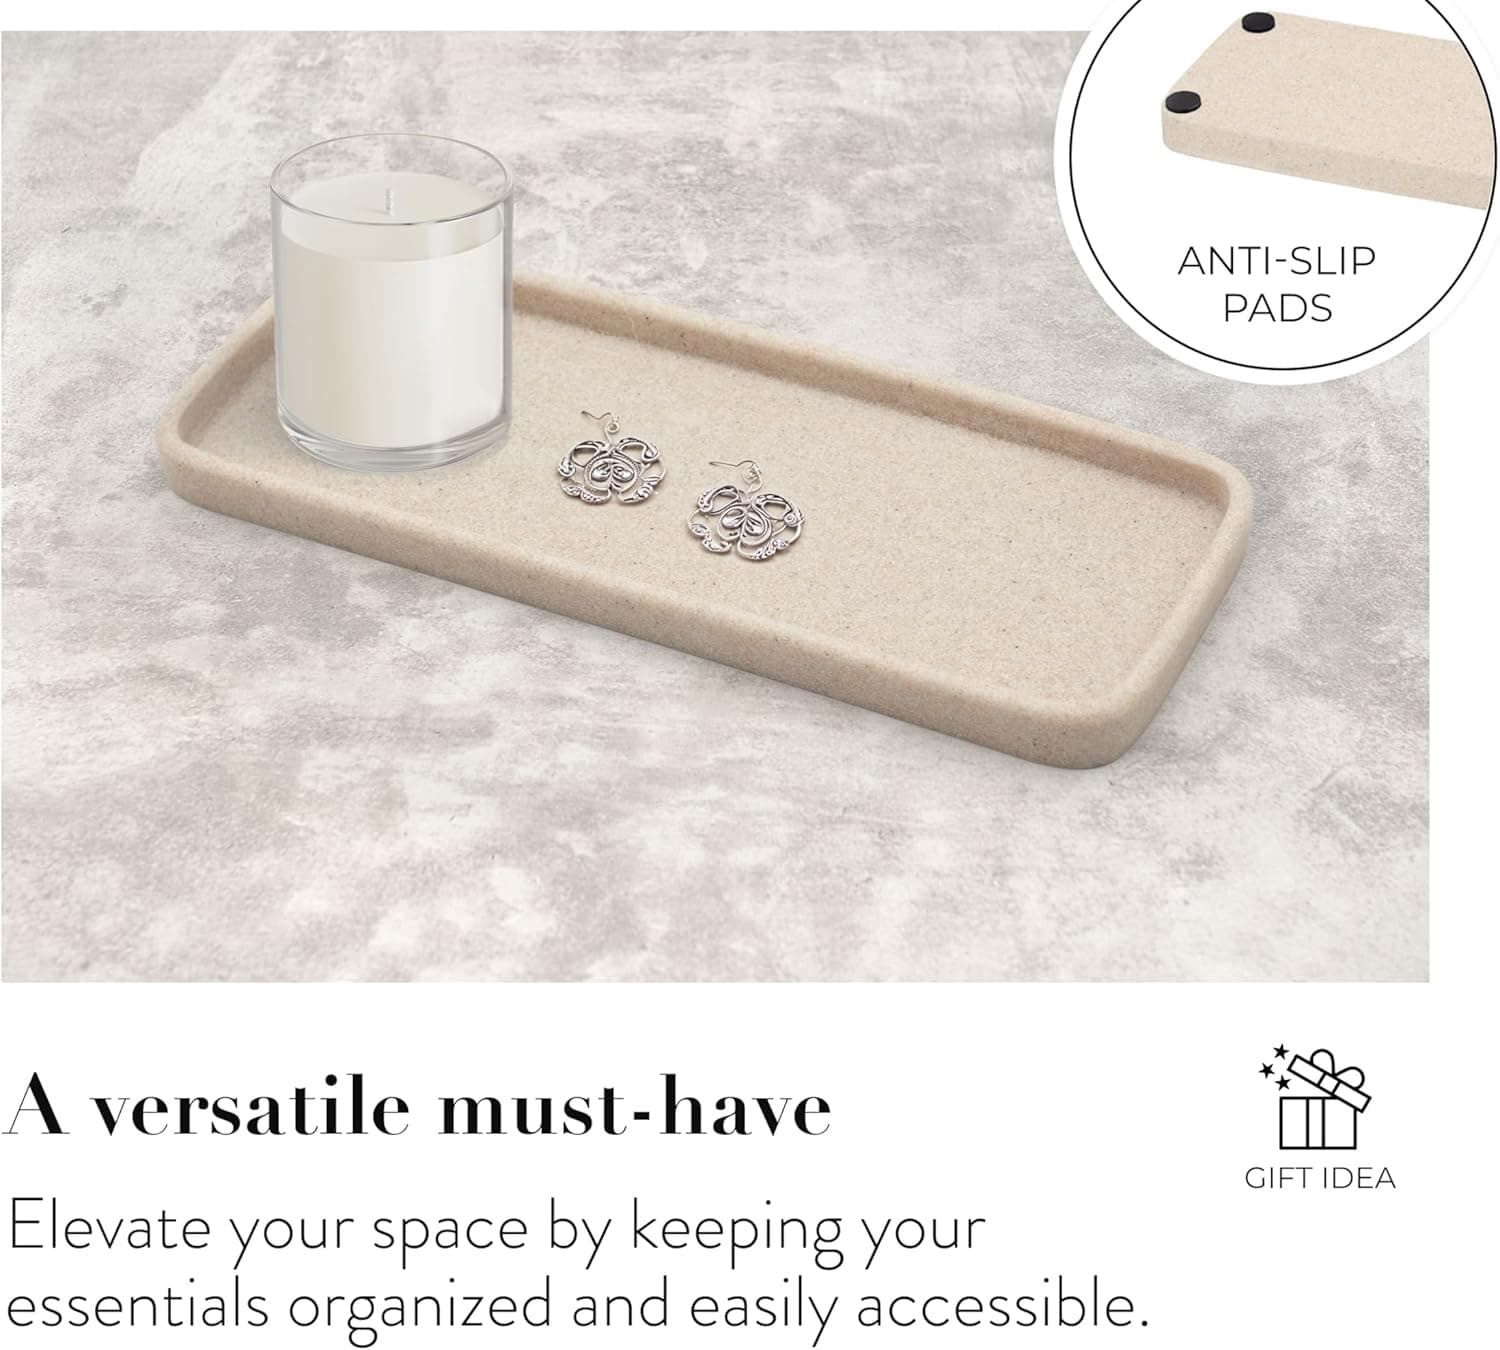 ANTI-SLIP
PADS
A versatile must-have
GIFT IDEA
Elevate your space by keeping your
essentials organized and easily accessible.